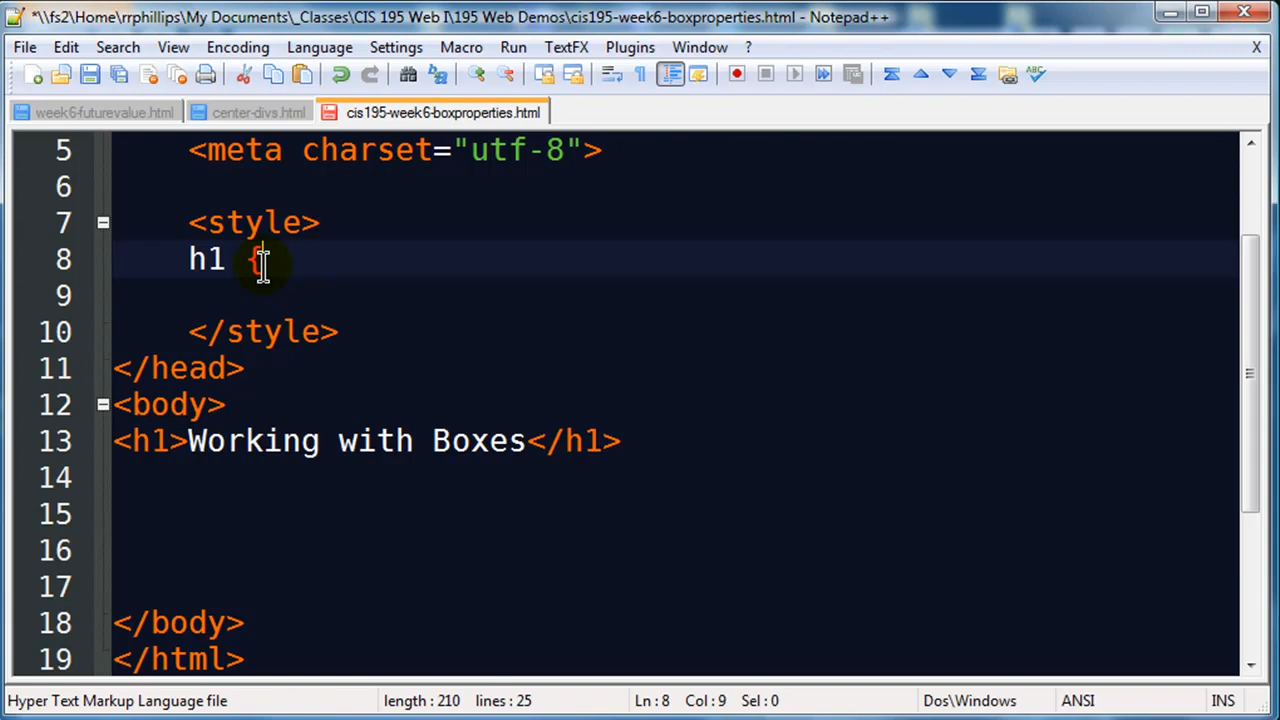 *\\fs2\Home\rrphillips\My Documents\_Classes\CIS 195 Web I\195 Web Demos\cis195-week6-boxproperties.html - Notepad++
File Edit Search View Encoding Language Settings Macro Run TextFX Plugins Window ? X
week6-futurevalue.html center-divs.html cis195-week6-boxproperties.html
5 <meta charset="utf-8">
6
7 <style>
8 h1 {
9
10 </style>
11 </head>
12 <body>
13 <h1>Working with Boxes</h1>
14
15
16
17
18 </body>
19 </html>
Hyper Text Markup Language file length : 210 lines : 25 Ln : 8 Col : 9 Sel : 0 Dos\Windows ANSI INS